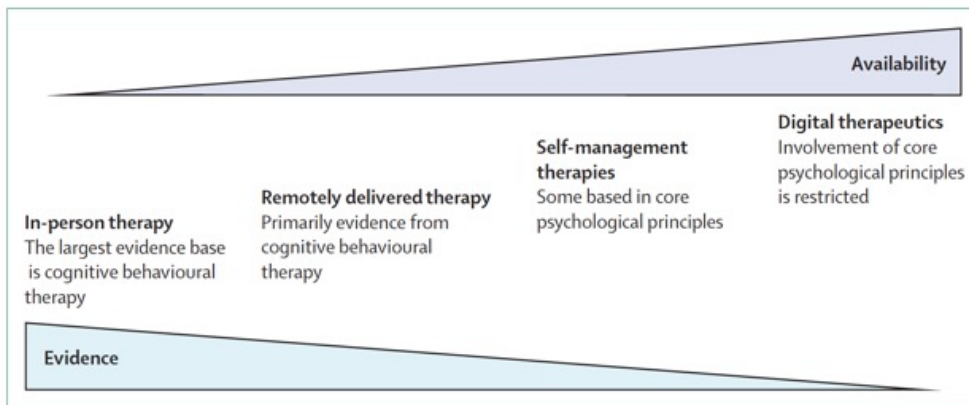 Availability
Digital therapeutics
Involvement of core
psychological principles
is restricted
Self-management
therapies
Some based in core
psychological principles
Remotely delivered therapy
Primarily evidence from
cognitive behavioural
therapy
In-person therapy
The largest evidence base
is cognitive behavioural
therapy
Evidence